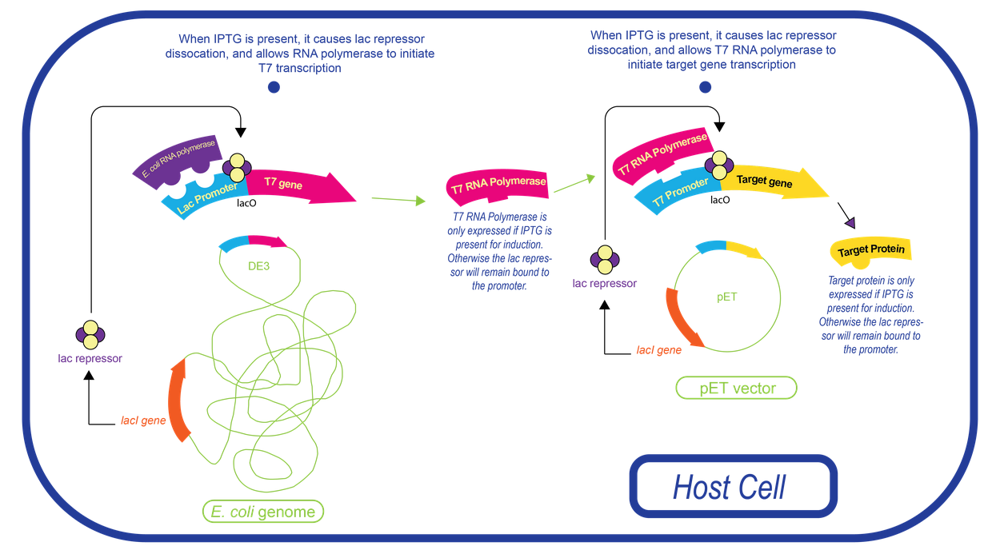 When IPTG is present, it causes lac repressor
dissocation, and allows RNA polymerase to initiate
T7 transcription
When IPTG is present, it causes lac repressor
dissocation, and allows T7 RNA polymerase to
initiate target gene transcription
E. coli RNA polymerase
Lac Promoter
T7 gene
lacO
T7 RNA Polymerase
T7 RNA Polymerase is
only expressed if IPTG is
present for induction.
Otherwise the lac repres-
sor will remain bound to
the promoter.
T7 RNA Polymerase
T7 Promoter
Target gene
lacO
Target Protein
Target protein is only
expressed if IPTG is
present for induction.
Otherwise the lac repres-
sor will remain bound to
the promoter.
DE3
lac repressor
lacI gene
E. coli genome
lac repressor
lacI gene
pET
pET vector
Host Cell